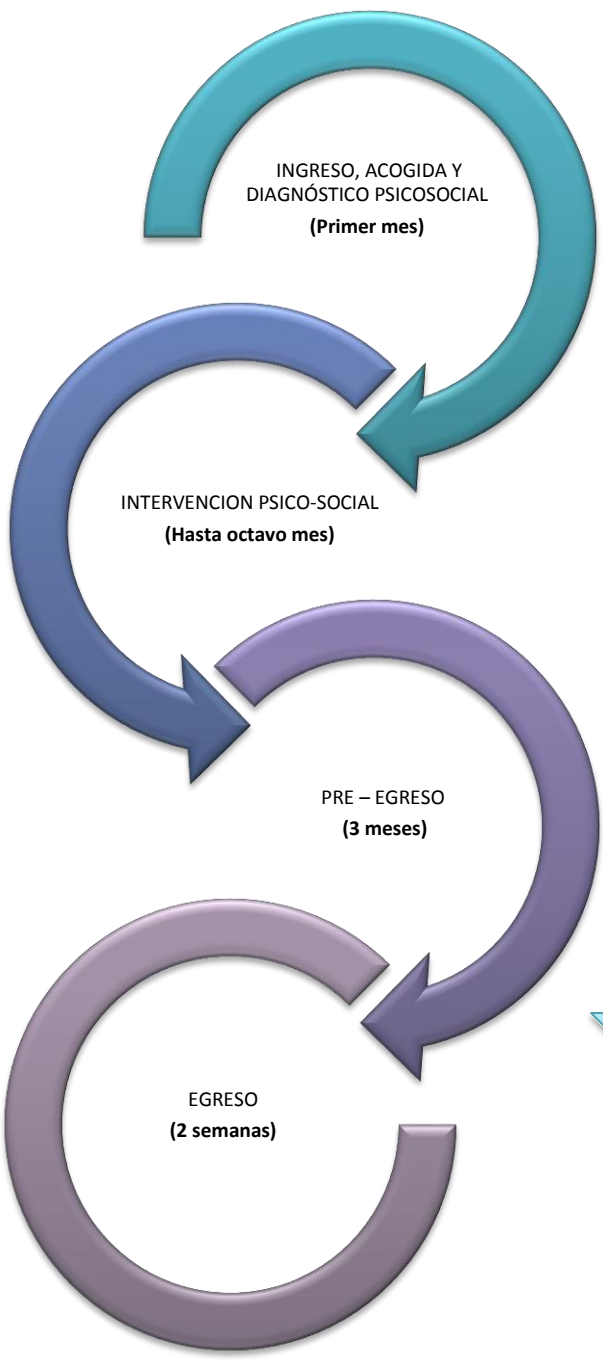 INGRESO, ACOGIDA Y
DIAGNÓSTICO PSICOSOCIAL
(Primer mes)
INTERVENCION PSICO-SOCIAL
(Hasta octavo mes)
PRE – EGRESO
(3 meses)
EGRESO
(2 semanas)